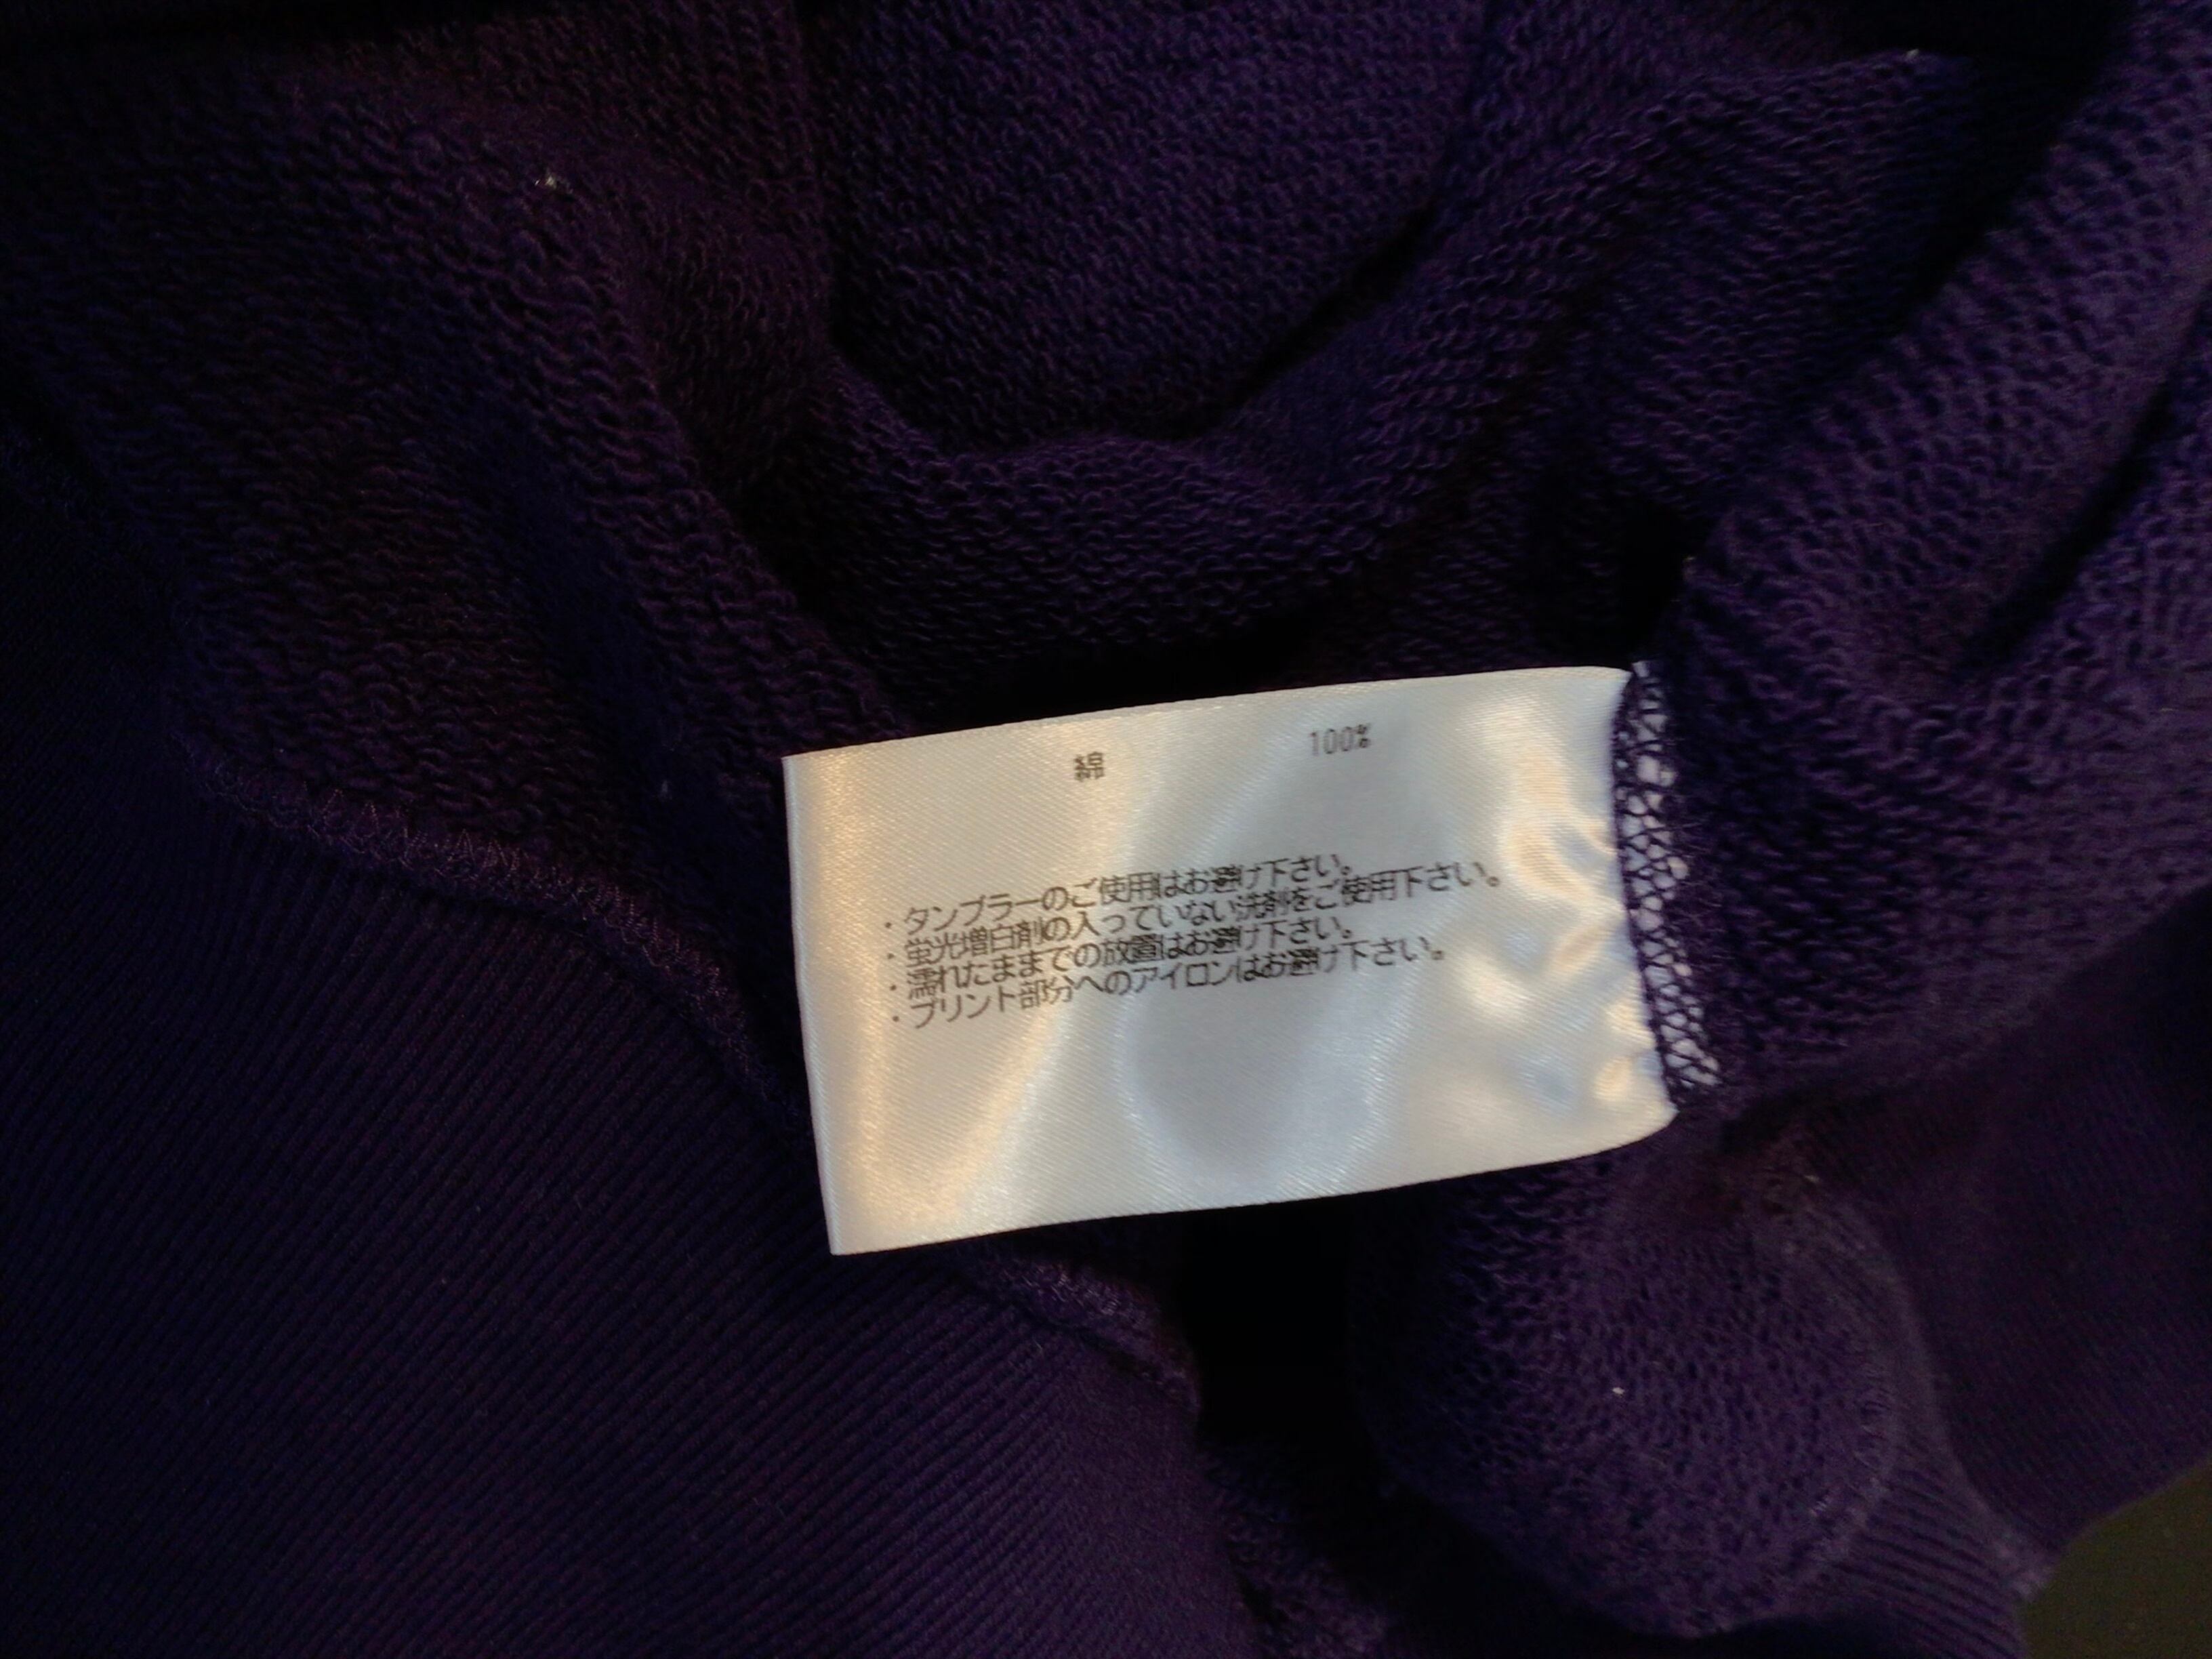 綿 100%
・タンブラーのご使用はお避け下さい。
・蛍光増白剤の入っていない洗剤をご使用下さい。
・濡れたままでの放置はお避け下さい。
・プリント部分へのアイロンはお避け下さい。